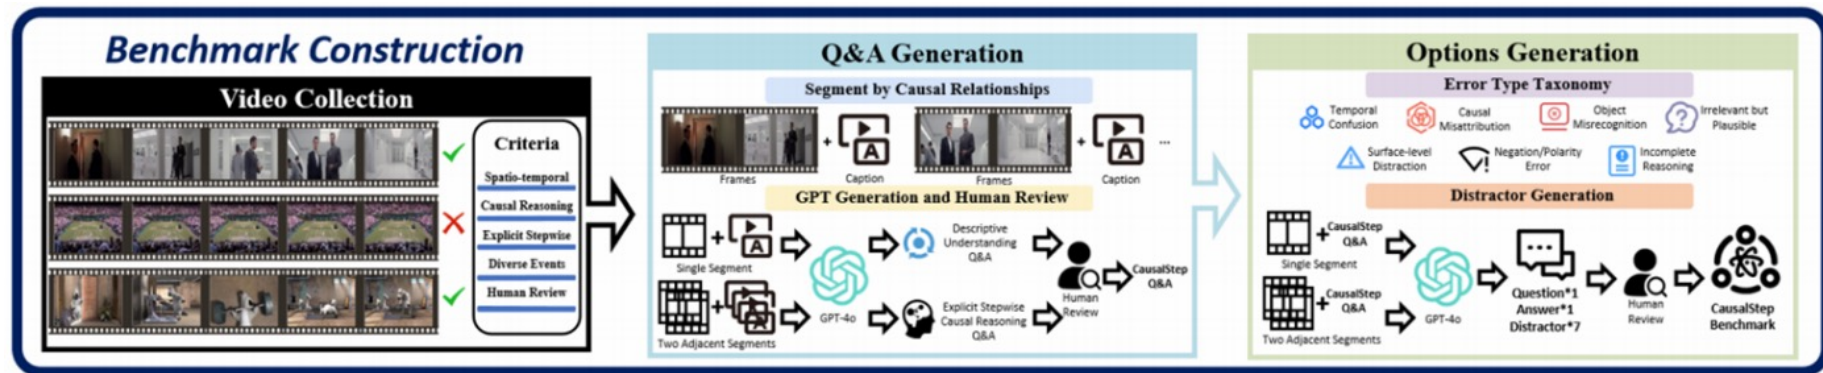 Benchmark Construction
Video Collection
Criteria
Spatio-temporal
Causal Reasoning
Explicit Stepwise
Diverse Events
Human Review
Q&A Generation
Segment by Causal Relationships
+
A
+
A
...
Frames
Caption
Frames
Caption
GPT Generation and Human Review
+
A
Single Segment
Descriptive
Understanding
Q&A
+
A
Two Adjacent Segments
GPT-4o
Explicit Stepwise
Causal Reasoning
Q&A
Human
Review
CausalStep
Q&A
Options Generation
Error Type Taxonomy
Temporal
Confusion
Causal
Misattribution
Object
Misrecognition
?
Irrelevant but
Plausible
!
Surface-level
Distraction
!
Negation/Polarity
Error
!
Incomplete
Reasoning
Distractor Generation
+CausalStep
Q&A
Single Segment
+CausalStep
Q&A
Two Adjacent Segments
GPT-4o
Question*1
Answer*1
Distractor*7
Human
Review
CausalStep
Benchmark